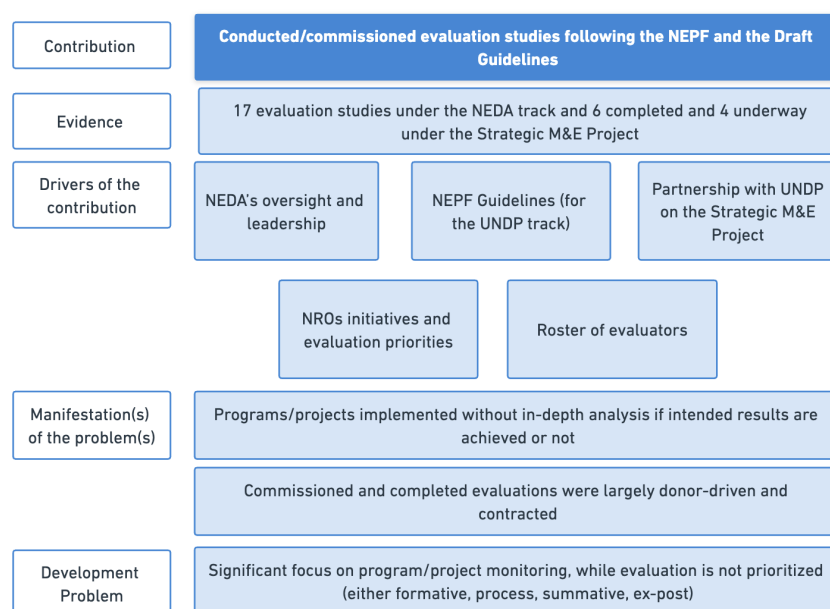 Contribution
Conducted/commissioned evaluation studies following the NEPF and the Draft
Guidelines
Evidence
17 evaluation studies under the NEDA track and 6 completed and 4 underway
under the Strategic M&E Project
Drivers of the
contribution
NEDA's oversight and
leadership
NEPF Guidelines (for
the UNDP track)
Partnership with UNDP
on the Strategic M&E
Project
NROs initiatives and
evaluation priorities
Roster of evaluators
Manifestation(s)
of the problem(s)
Programs/projects implemented without in-depth analysis if intended results are
achieved or not
Commissioned and completed evaluations were largely donor-driven and
contracted
Development
Problem
Significant focus on program/project monitoring, while evaluation is not prioritized
(either formative, process, summative, ex-post)